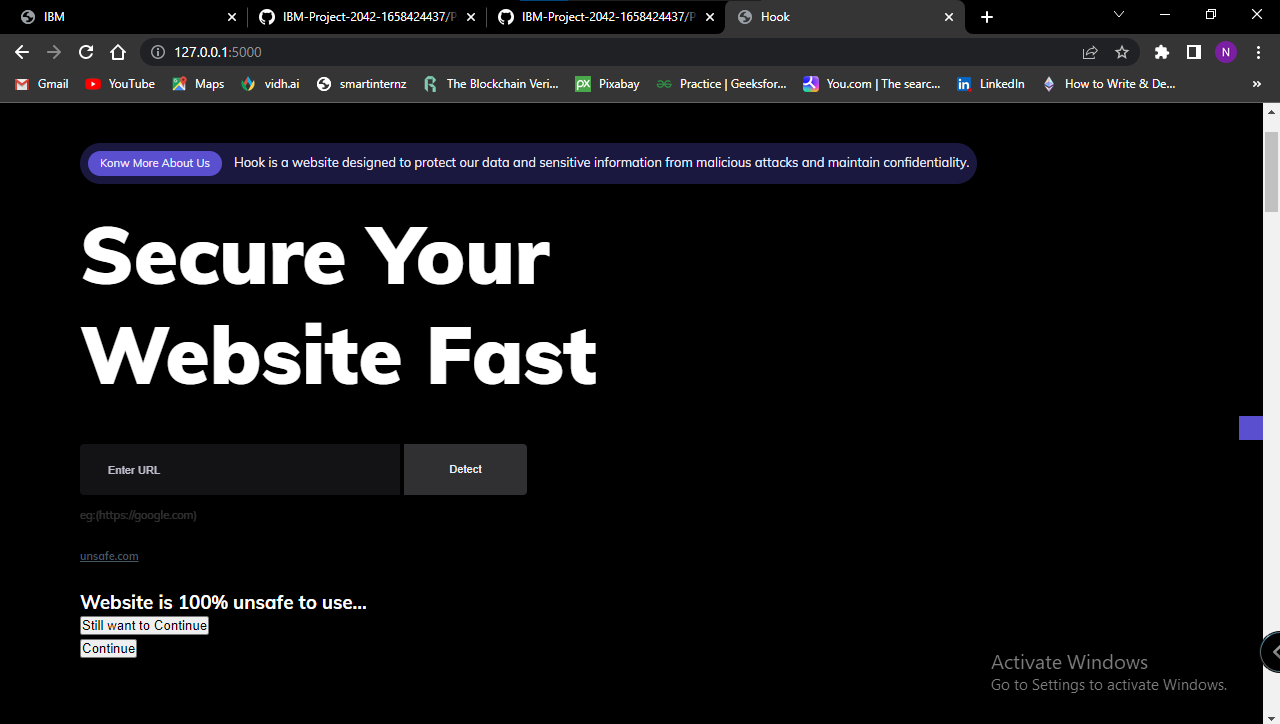 IBM
IBM-Project-2042-1658424437/P
IBM-Project-2042-1658424437/P
Hook
127.0.0.1:5000
N
Gmail
YouTube
Maps
vidh.ai
smartinternz
The Blockchain Veri...
Pixabay
Practice | Geeksfor...
You.com | The searc...
LinkedIn
How to Write & De...
»
Konw More About Us
Hook is a website designed to protect our data and sensitive information from malicious attacks and maintain confidentiality.
Secure Your
Website Fast
Enter URL
Detect
eg:(https://google.com)
unsafe.com
Website is 100% unsafe to use...
Still want to Continue
Continue
Activate Windows
Go to Settings to activate Windows.